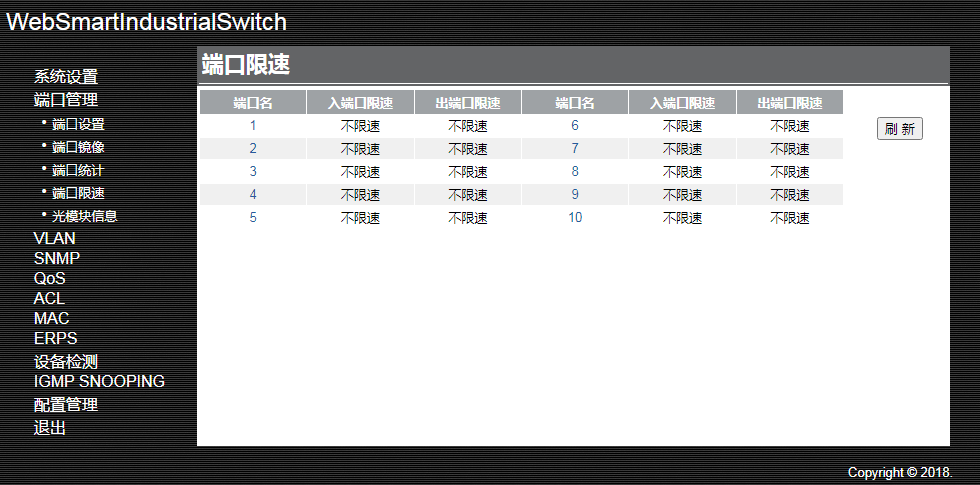 WebSmartIndustrialSwitch
系统设置
端口管理
• 端口设置
• 端口镜像
• 端口统计
• 端口限速
• 光模块信息
VLAN
SNMP
QoS
ACL
MAC
ERPS
设备检测
IGMP SNOOPING
配置管理
退出
端口限速
端口名 入端口限速 出端口限速 端口名 入端口限速 出端口限速
1 不限速 不限速 6 不限速 不限速
2 不限速 不限速 7 不限速 不限速
3 不限速 不限速 8 不限速 不限速
4 不限速 不限速 9 不限速 不限速
5 不限速 不限速 10 不限速 不限速
刷 新
Copyright © 2018.